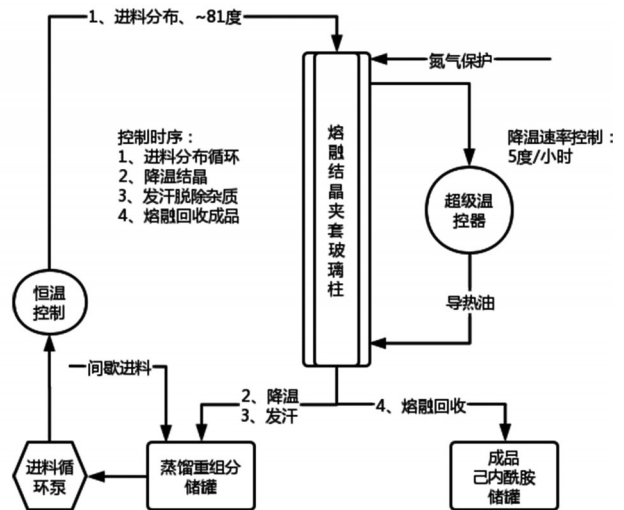 1、进料分布、~81度
氮气保护
控制时序：
1、进料分布循环
2、降温结晶
3、发汗脱除杂质
4、熔融回收成品
熔融结晶夹套玻璃柱
降温速率控制：
5度/小时
超级温
控器
恒温
控制
导热油
间歇进料
2、降温
3、发汗
4、熔融回收
进料循
环泵
蒸馏重组分
储罐
成品
己内酰胺
储罐